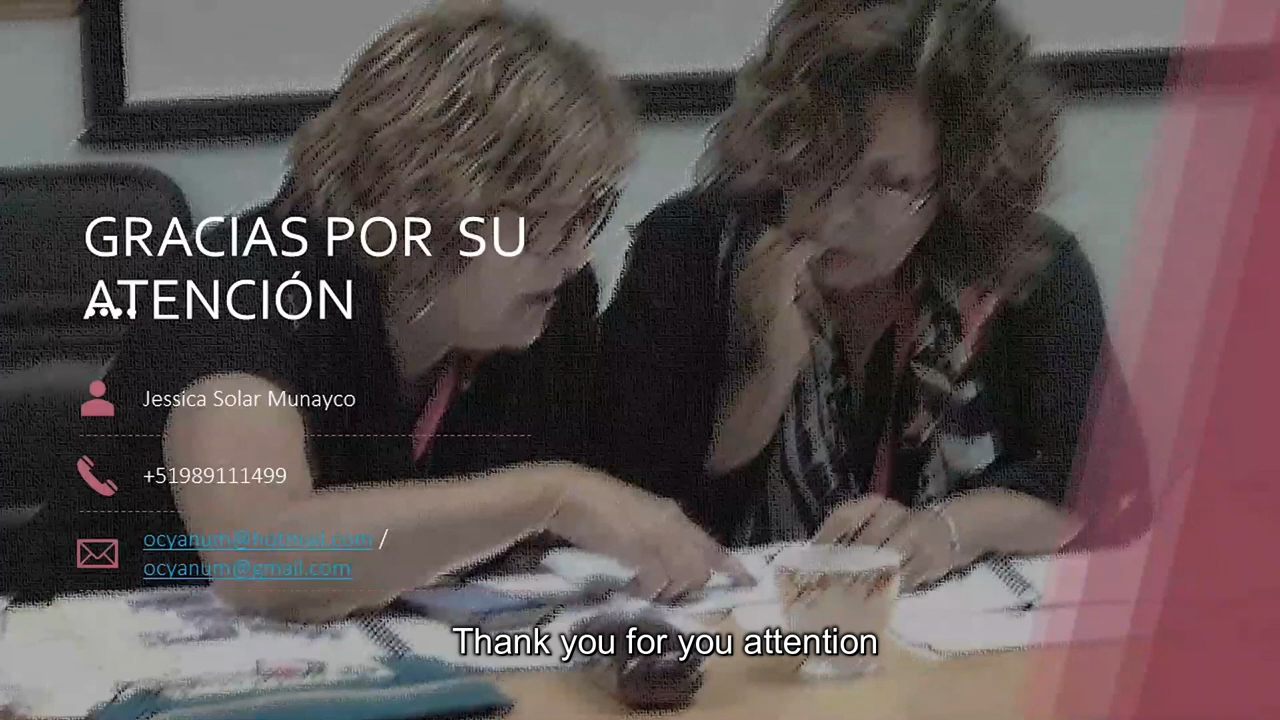 GRACIAS POR SU
ATENCIÓN
Jessica Solar Munayco
+51989111499
ocyanum@hotmail.com /
ocyanum@gmail.com
Thank you for you attention